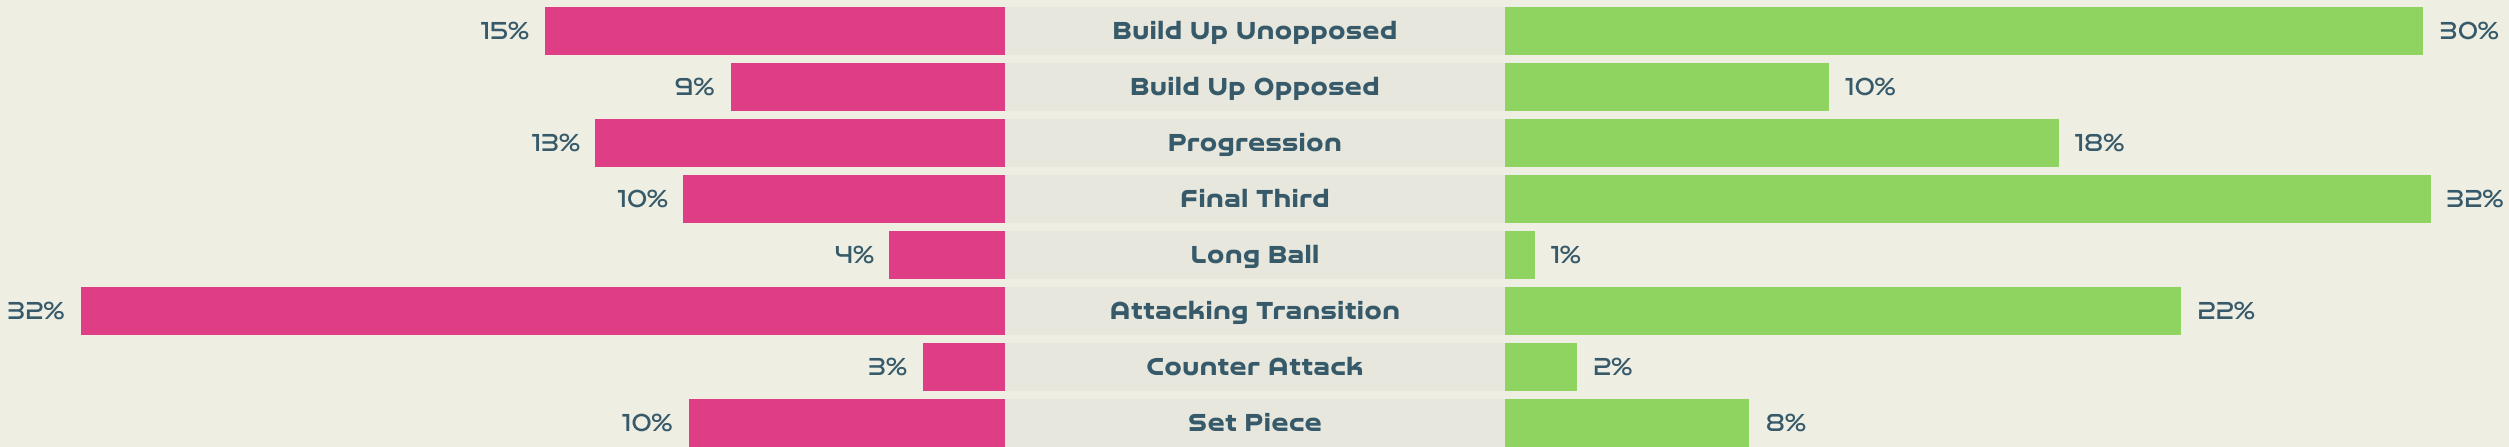 15% Build Up Unopposed 30%
9% Build Up Opposed 10%
13% Progression 18%
10% Final Third 32%
4% Long Ball 1%
32% Attacking Transition 22%
3% Counter Attack 2%
10% Set Piece 8%